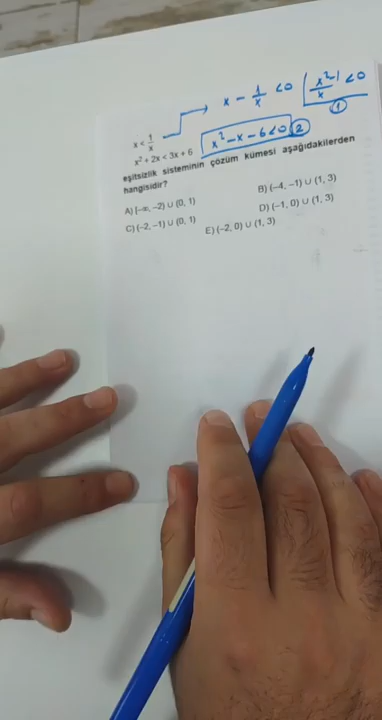 x - 1/x < 0 | x²-1/x < 0
①
x < 1/x
x² - x - 6 < 0 ②
x² + 2x < 3x + 6
eşitsizlik sisteminin çözüm kümesi aşağıdakilerden
hangisidir?
A) [-∞, -2) ∪ (0, 1)
B) (-4, -1) ∪ (1, 3)
C) (-2, -1) ∪ (0, 1)
D) (-1, 0) ∪ (1, 3)
E) (-2, 0) ∪ (1, 3)